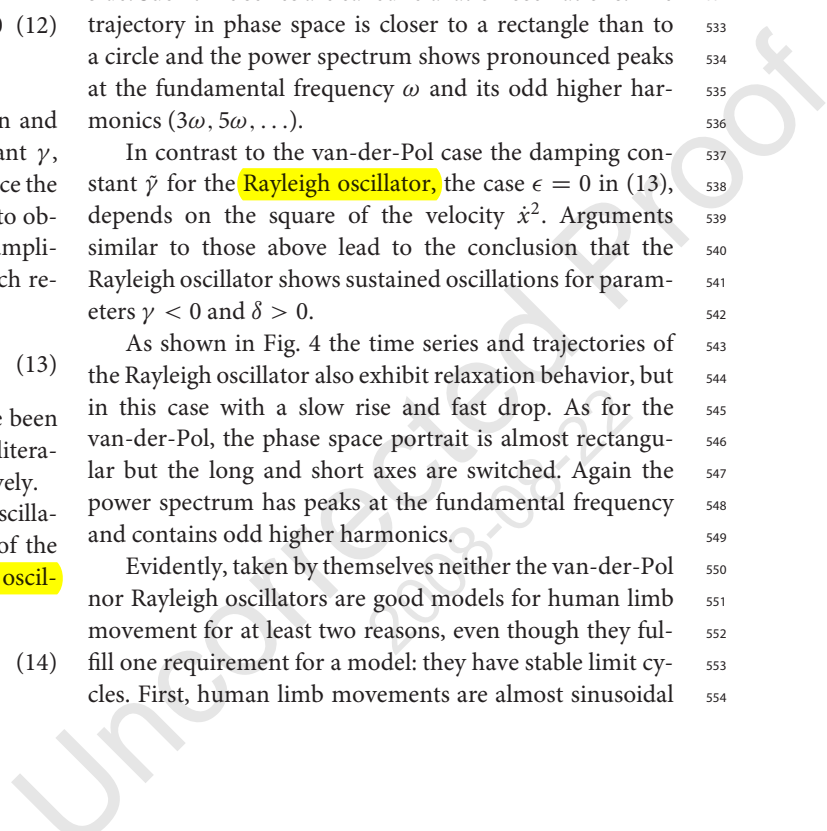 ) (12)
n and
ant γ,
ce the
to ob-
ampli-
ch re-
(13)
e been
litera-
vely.
scilla-
of the
oscil-
(14)
trajectory in phase space is closer to a rectangle than to 533
a circle and the power spectrum shows pronounced peaks 534
at the fundamental frequency ω and its odd higher har- 535
monics (3ω, 5ω, . . .). 536
In contrast to the van-der-Pol case the damping con- 537
stant γ̃ for the Rayleigh oscillator, the case ϵ = 0 in (13), 538
depends on the square of the velocity ẋ². Arguments 539
similar to those above lead to the conclusion that the 540
Rayleigh oscillator shows sustained oscillations for param- 541
eters γ < 0 and δ > 0. 542
As shown in Fig. 4 the time series and trajectories of 543
the Rayleigh oscillator also exhibit relaxation behavior, but 544
in this case with a slow rise and fast drop. As for the 545
van-der-Pol, the phase space portrait is almost rectangu- 546
lar but the long and short axes are switched. Again the 547
power spectrum has peaks at the fundamental frequency 548
and contains odd higher harmonics. 549
Evidently, taken by themselves neither the van-der-Pol 550
nor Rayleigh oscillators are good models for human limb 551
movement for at least two reasons, even though they ful- 552
fill one requirement for a model: they have stable limit cy- 553
cles. First, human limb movements are almost sinusoidal 554
Uncorrected Proof
2008-08-22